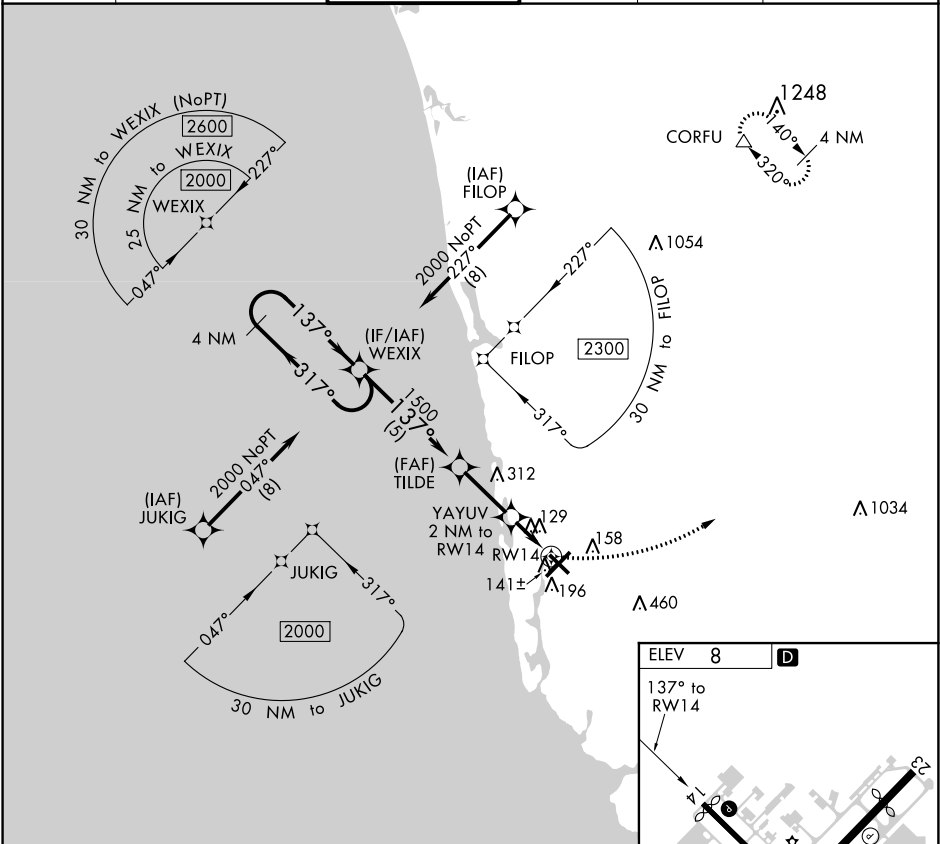 30 NM to WEXIX (NoPT)
2600
25 NM to WEXIX
2000
227°
WEXIX
047°
1248
CORFU
140°
4 NM
320°
(IAF)
FILOP
2000 NoPT
227°
(8)
1054
227°
FILOP
2300
30 NM to FILOP
317°
4 NM
137°
317°
(IF/IAF)
WEXIX
1500
137°
(5)
(FAF)
TILDE
312
2000 NoPT
047°
(8)
(IAF)
JUKIG
YAYUV
2 NM to
RW14
129
RW14
158
141±
196
1034
460
JUKIG
047°
317°
2000
30 NM to JUKIG
ELEV 8
D
137° to
RW14
14
23
P
P